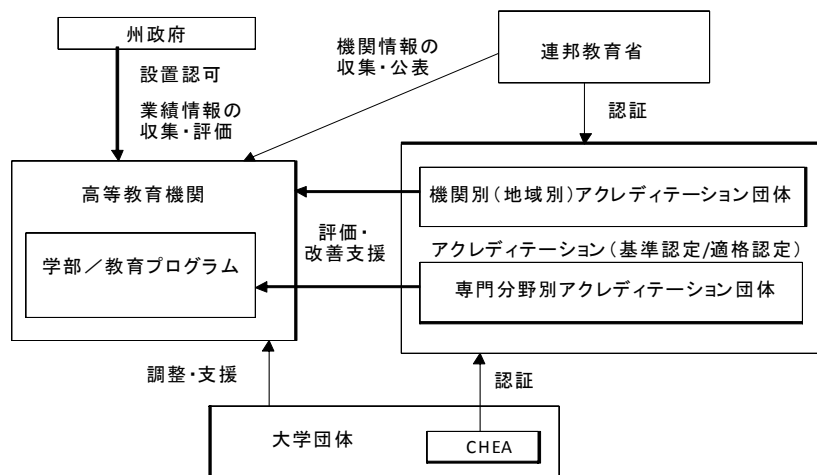 州政府
機関情報の
収集・公表
連邦教育省
設置認可
業績情報の
収集・評価
認証
高等教育機関
機関別(地域別)アクレディテーション団体
評価・
改善支援
アクレディテーション(基準認定/適格認定)
学部／教育プログラム
専門分野別アクレディテーション団体
調整・支援
認証
大学団体
CHEA